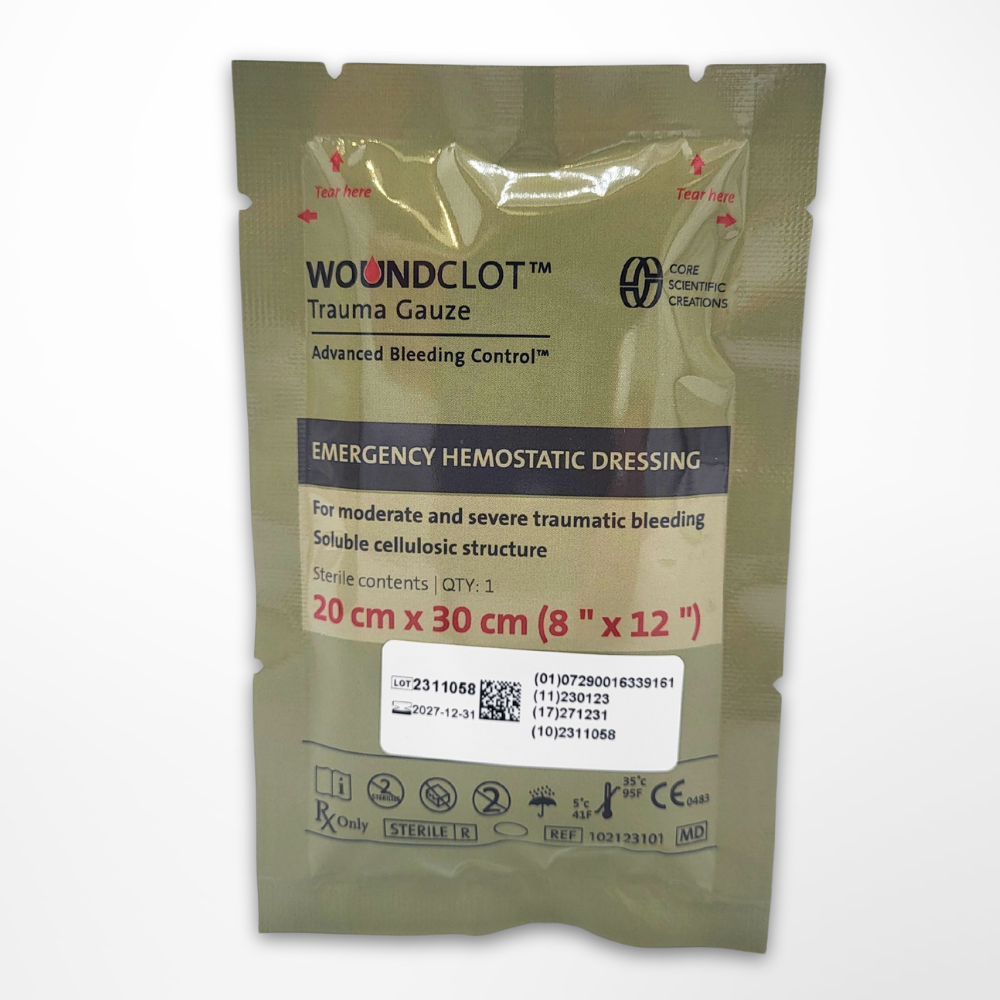 Tear here
Tear here
WOUNDCLOT™
Trauma Gauze
Advanced Bleeding Control™
CORE
SCIENTIFIC
CREATIONS
EMERGENCY HEMOSTATIC DRESSING
For moderate and severe traumatic bleeding
Soluble cellulosic structure
Sterile contents | QTY: 1
20 cm x 30 cm (8 " x 12 ")
LOT 2311058
2027-12-31
(01)07290016339161
(11)230123
(17)271231
(10)2311058
i
2
STERILIZE
2
5°c
41F
35°c
95F
CE 0483
Rx Only
STERILE R
REF 102123101
MD